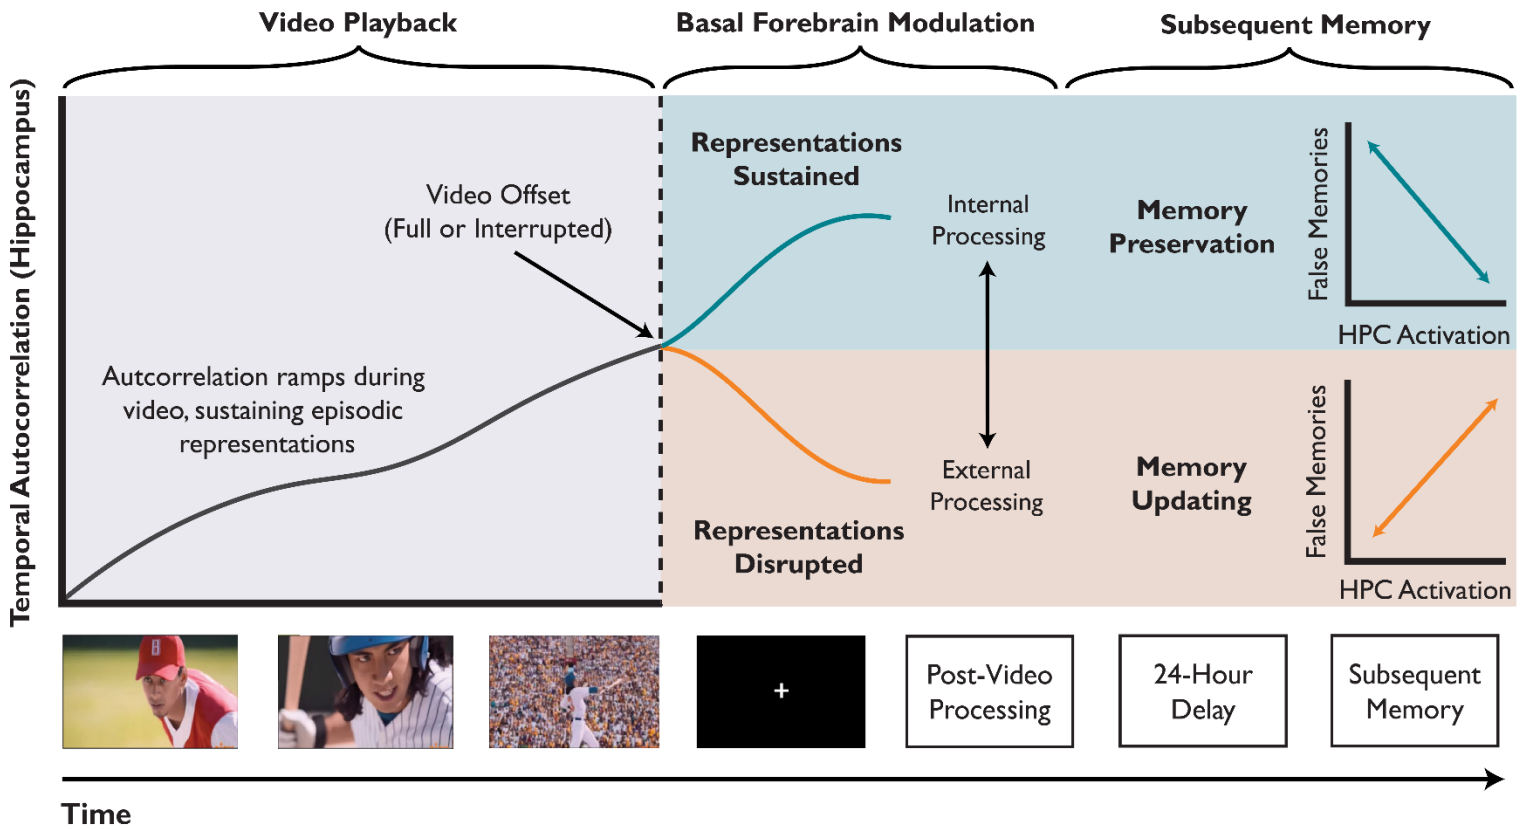 Video Playback
Basal Forebrain Modulation
Subsequent Memory
Temporal Autocorrelation (Hippocampus)
Video Offset
(Full or Interrupted)
Autcorrelation ramps during
video, sustaining episodic
representations
Representations
Sustained
Internal
Processing
Memory
Preservation
False Memories
HPC Activation
External
Processing
Representations
Disrupted
Memory
Updating
False Memories
HPC Activation
B
+
Post-Video
Processing
24-Hour
Delay
Subsequent
Memory
Time